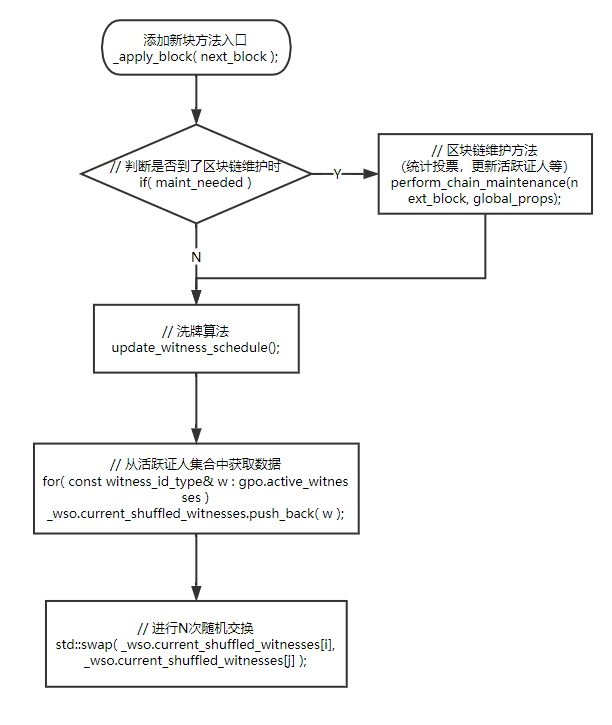 添加新块方法入口
_apply_block( next_block );
// 判断是否到了区块链维护时
if( maint_needed )
Y
// 区块链维护方法
（统计投票，更新活跃证人等）
perform_chain_maintenance(n
ext_block, global_props);
N
// 洗牌算法
update_witness_schedule();
// 从活跃证人集合中获取数据
for( const witness_id_type& w : gpo.active_witnes
ses )
_wso.current_shuffled_witnesses.push_back( w );
// 进行N次随机交换
std::swap( _wso.current_shuffled_witnesses[i],
_wso.current_shuffled_witnesses[j] );